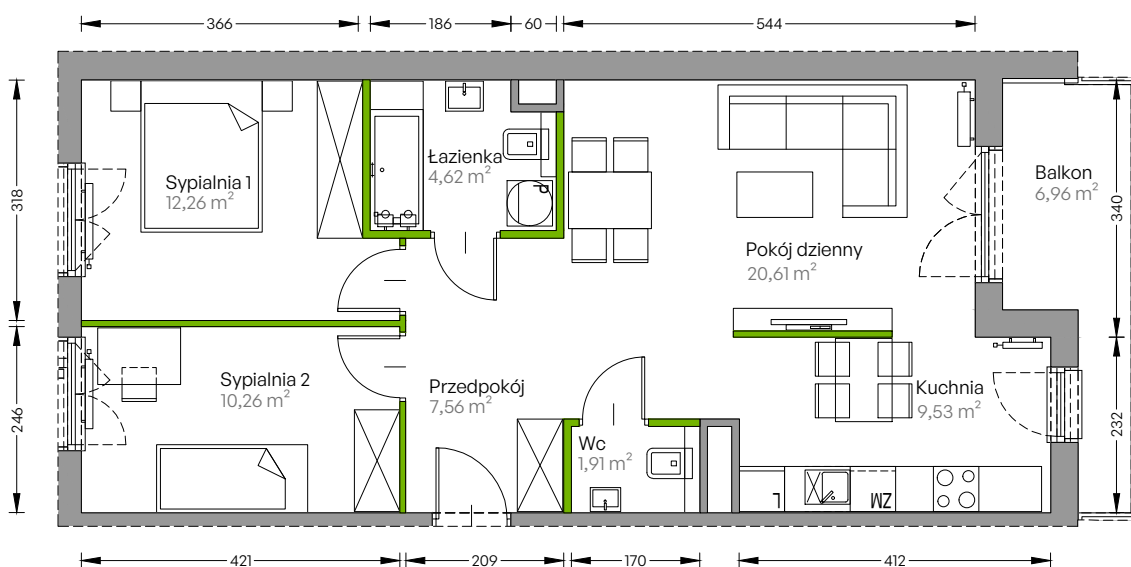 366
186
60
544
318
246
Sypialnia 1
12,26 m²
Łazienka
4,62 m²
Pokój dzienny
20,61 m²
Balkon
6,96 m²
340
Sypialnia 2
10,26 m²
Przedpokój
7,56 m²
Wc
1,91 m²
Kuchnia
9,53 m²
232
L
ZM
421
209
170
412